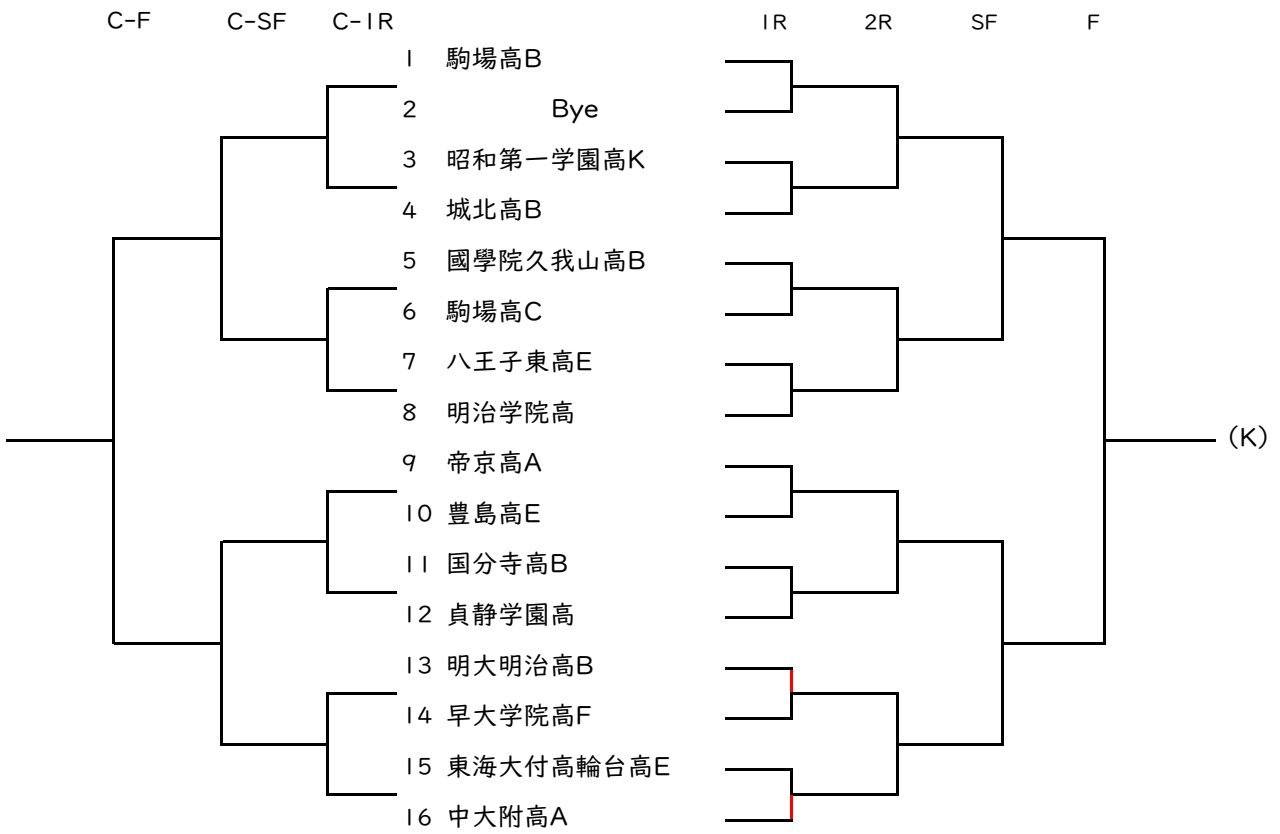 C-F C-SF C-1R 1R 2R SF F
1 駒場高B
2 Bye
3 昭和第一学園高K
4 城北高B
5 國學院久我山高B
6 駒場高C
7 八王子東高E
8 明治学院高
(K)
9 帝京高A
10 豊島高E
11 国分寺高B
12 貞静学園高
13 明大明治高B
14 早大学院高F
15 東海大付高輪台高E
16 中大附高A